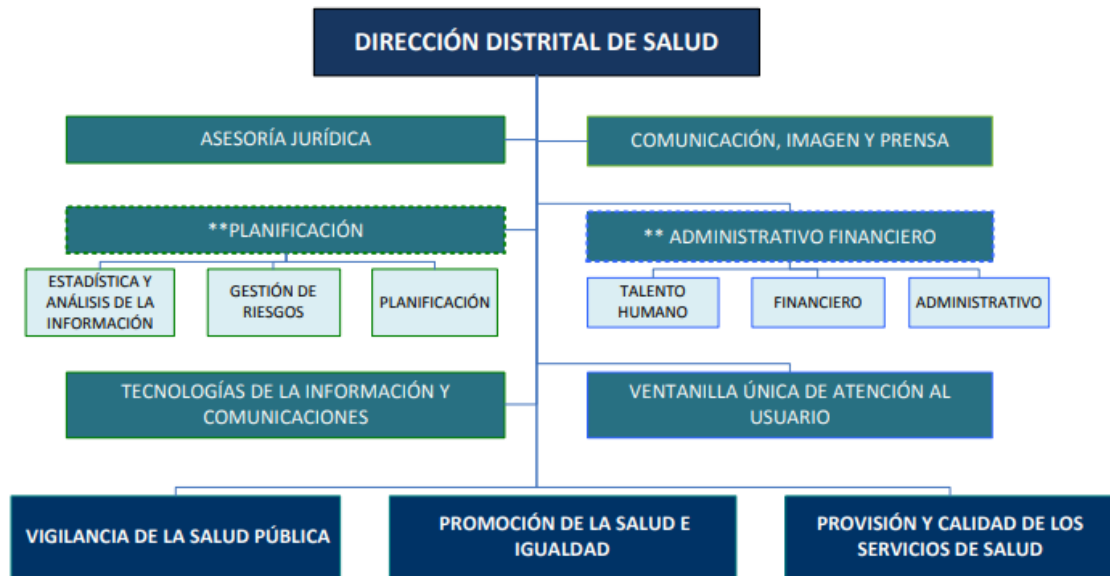 DIRECCIÓN DISTRITAL DE SALUD
ASESORÍA JURÍDICA
COMUNICACIÓN, IMAGEN Y PRENSA
**PLANIFICACIÓN
** ADMINISTRATIVO FINANCIERO
ESTADÍSTICA Y
ANÁLISIS DE LA
INFORMACIÓN
GESTIÓN DE
RIESGOS
PLANIFICACIÓN
TALENTO
HUMANO
FINANCIERO
ADMINISTRATIVO
TECNOLOGÍAS DE LA INFORMACIÓN Y
COMUNICACIONES
VENTANILLA ÚNICA DE ATENCIÓN AL
USUARIO
VIGILANCIA DE LA SALUD PÚBLICA
PROMOCIÓN DE LA SALUD E
IGUALDAD
PROVISIÓN Y CALIDAD DE LOS
SERVICIOS DE SALUD